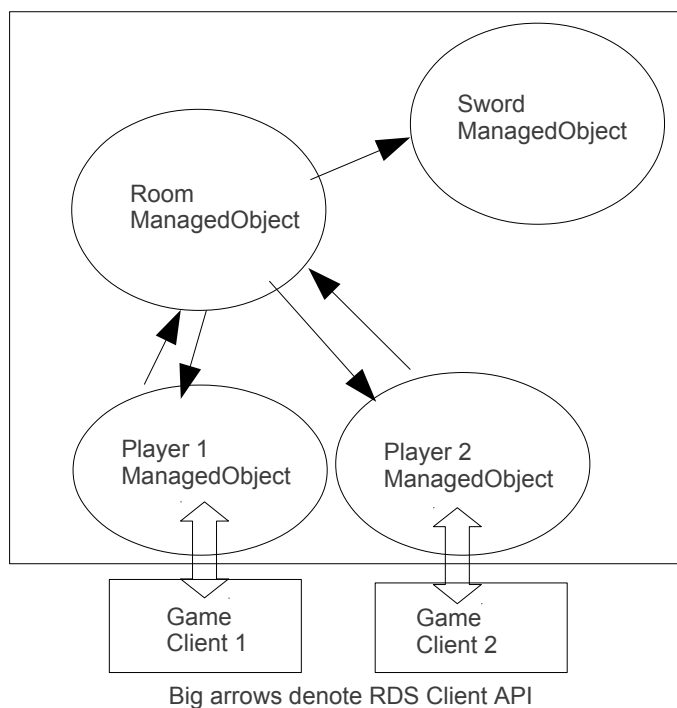 Sword
ManagedObject
Room
ManagedObject
Player 1
ManagedObject
Player 2
ManagedObject
Game
Client 1
Game
Client 2
Big arrows denote RDS Client API